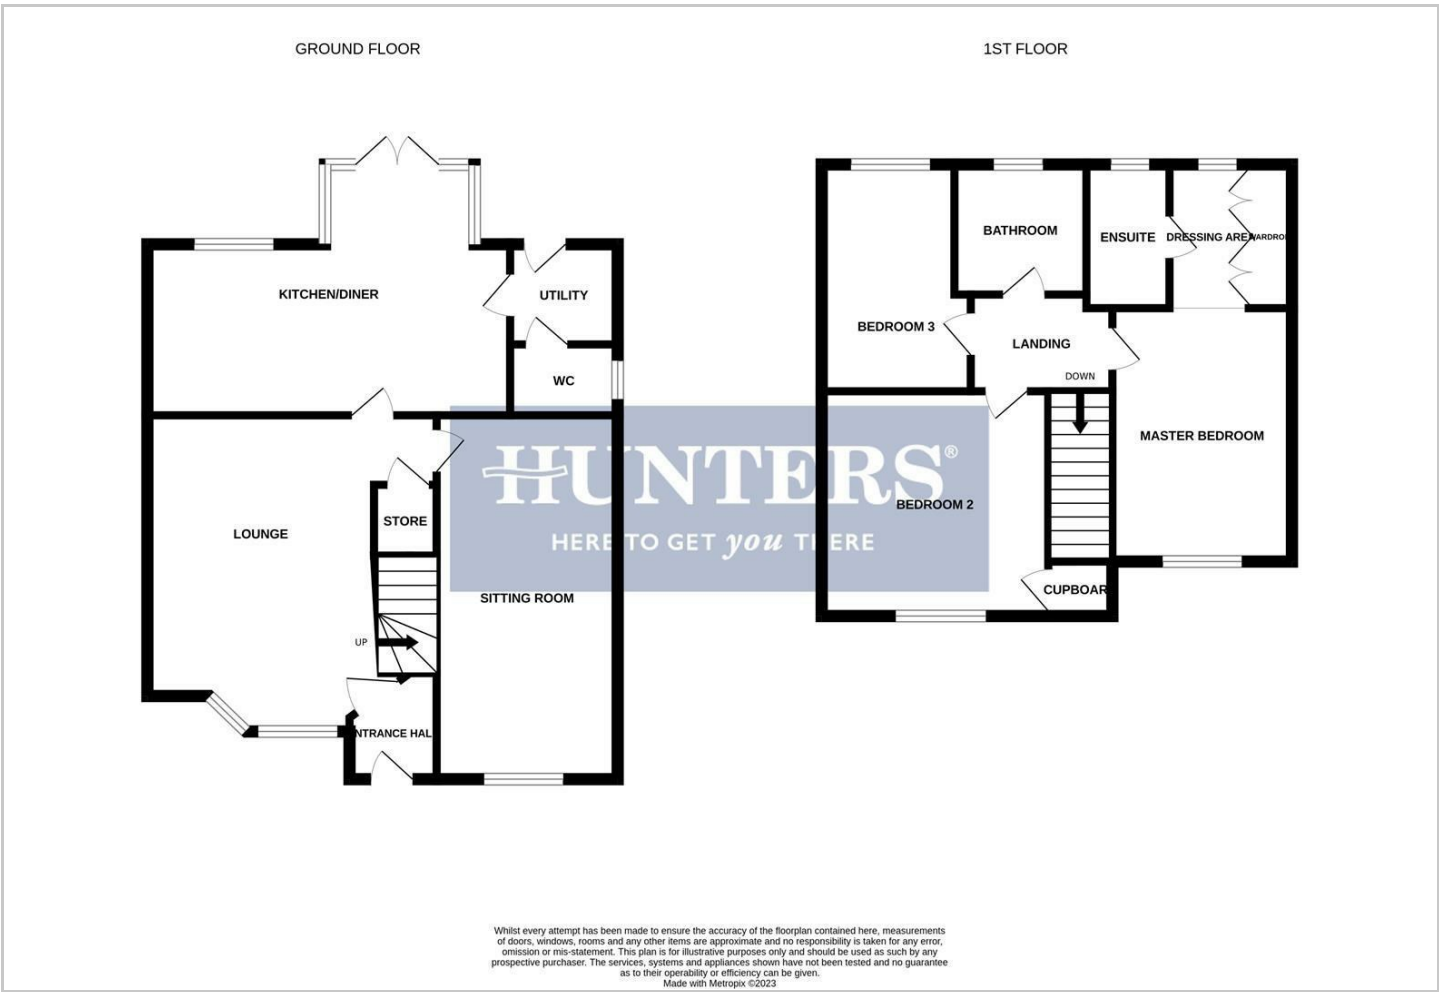 GROUND FLOOR
1ST FLOOR
KITCHEN/DINER
UTILITY
WC
LOUNGE
STORE
SITTING ROOM
UP
NTRANCE HAL
BATHROOM
ENSUITE
DRESSING AREA
WARDRO
BEDROOM 3
LANDING
DOWN
MASTER BEDROOM
BEDROOM 2
CUPBOAR
HUNTERS®
HERE TO GET you THERE
Whilst every attempt has been made to ensure the accuracy of the floorplan contained here, measurements
of doors, windows, rooms and any other items are approximate and no responsibility is taken for any error,
omission or mis-statement. This plan is for illustrative purposes only and should be used as such by any
prospective purchaser. The services, systems and appliances shown have not been tested and no guarantee
as to their operability or efficiency can be given.
Made with Metropix ©2023